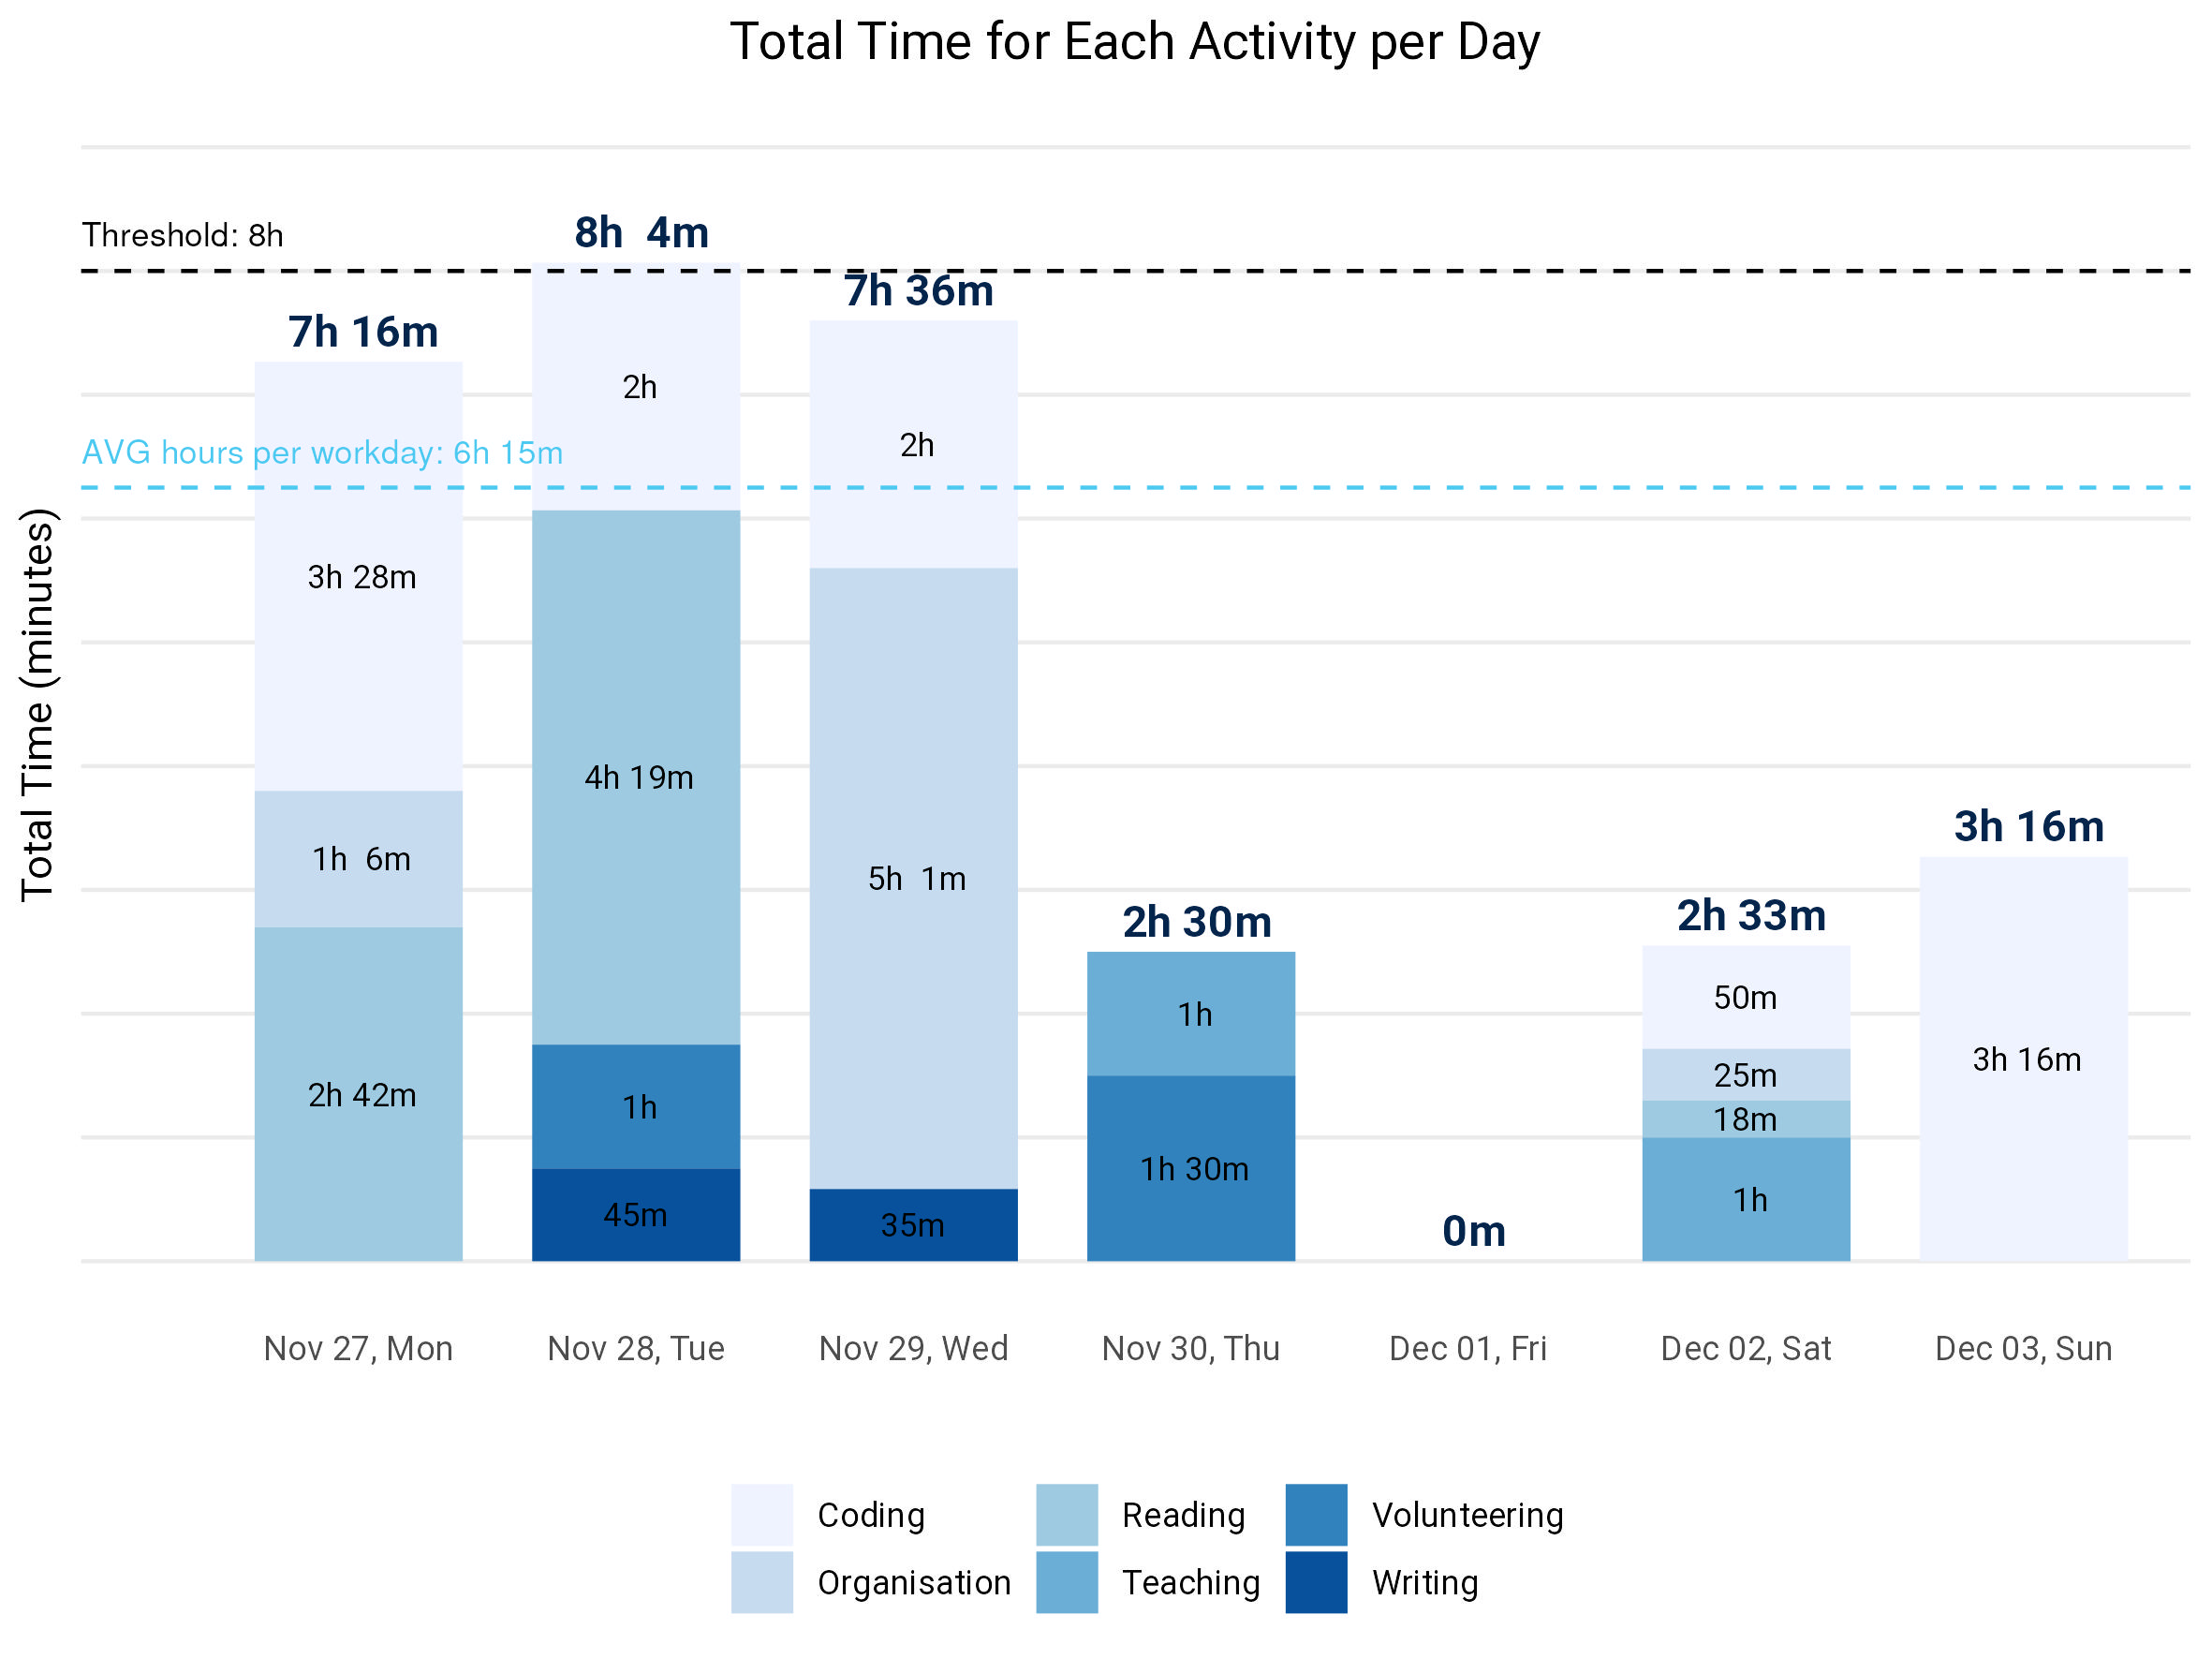 Total Time for Each Activity per Day
Total Time (minutes)
Threshold: 8h
AVG hours per workday: 6h 15m
7h 16m
3h 28m
1h  6m
2h 42m
8h  4m
2h
4h 19m
1h
45m
7h 36m
2h
5h  1m
35m
2h 30m
1h
1h 30m
0m
2h 33m
50m
25m
18m
1h
3h 16m
3h 16m
Nov 27, Mon
Nov 28, Tue
Nov 29, Wed
Nov 30, Thu
Dec 01, Fri
Dec 02, Sat
Dec 03, Sun
Coding
Reading
Volunteering
Organisation
Teaching
Writing